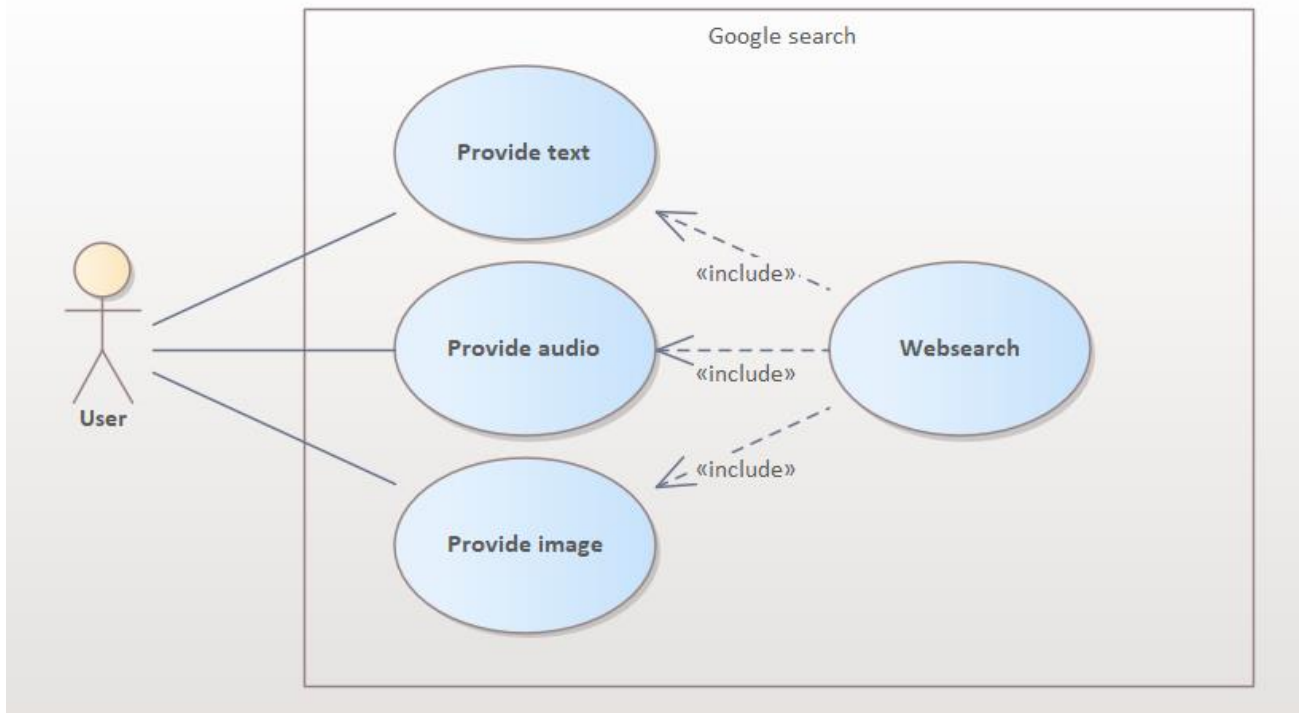 Google search
Provide text
«include»
Provide audio
Websearch
«include»
User
«include»
Provide image